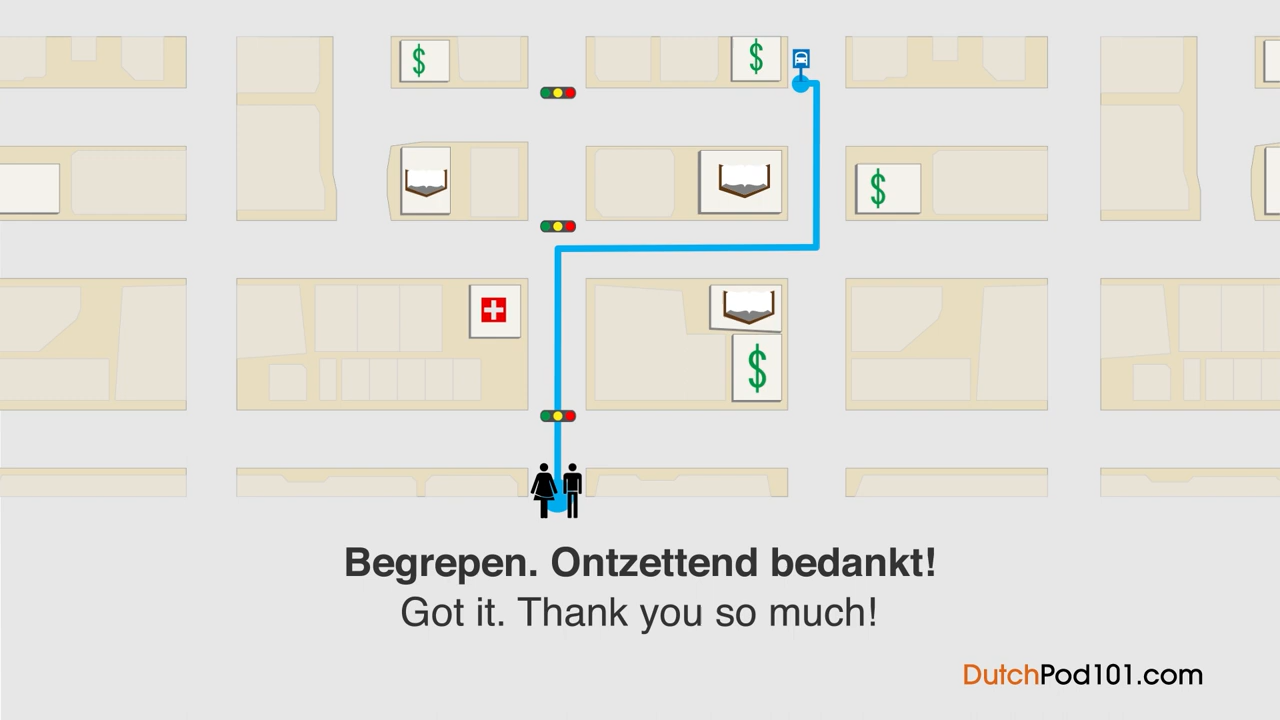 $
$
$
$
Begrepen. Ontzettend bedankt!
Got it. Thank you so much!
DutchPod101.com